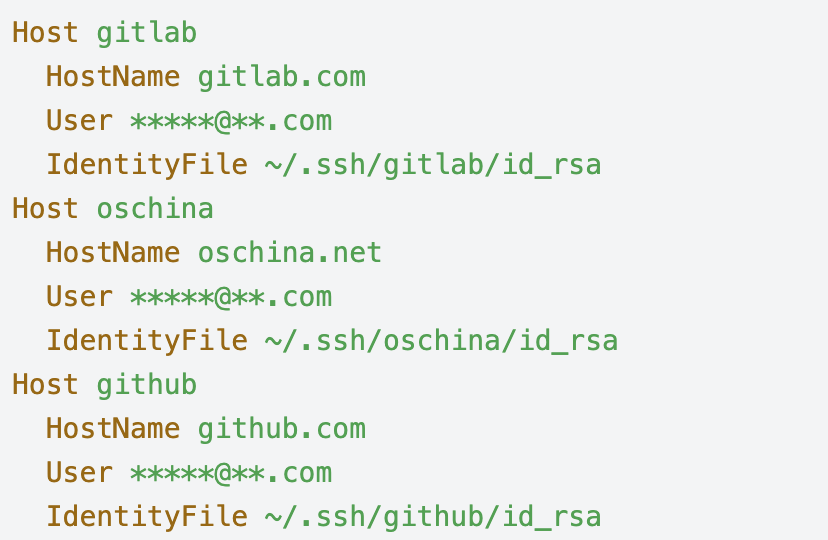 Host gitlab
  HostName gitlab.com
  User *****@**.com
  IdentityFile ~/.ssh/gitlab/id_rsa
Host oschina
  HostName oschina.net
  User *****@**.com
  IdentityFile ~/.ssh/oschina/id_rsa
Host github
  HostName github.com
  User *****@**.com
  IdentityFile ~/.ssh/github/id_rsa